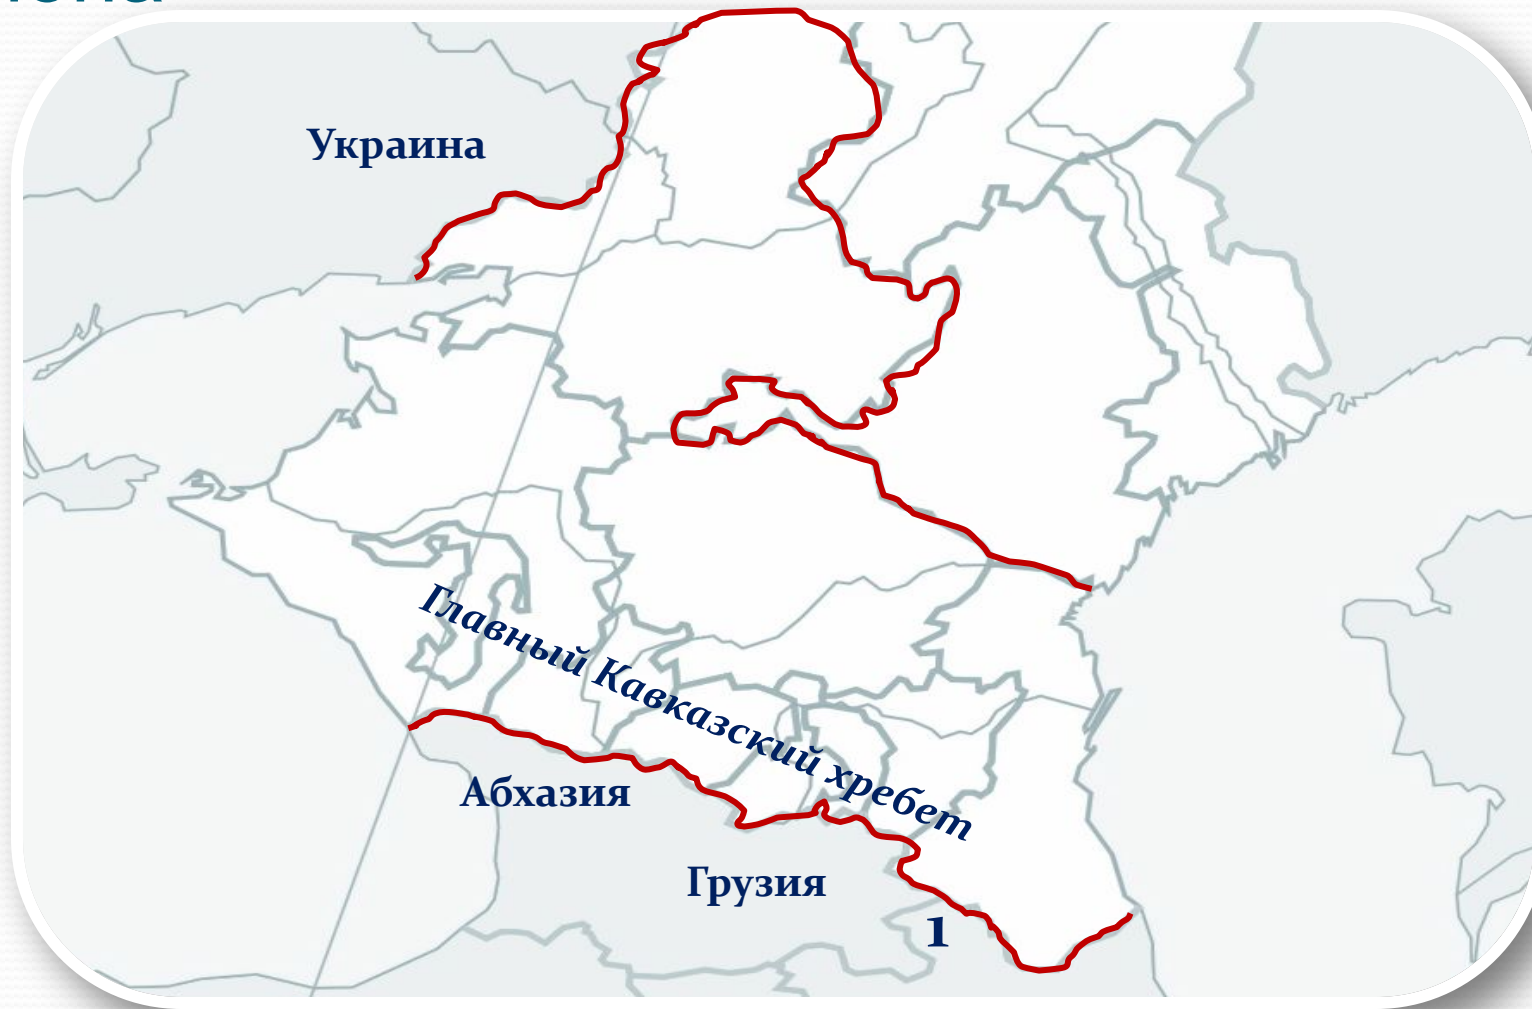 Украина
Главный Кавказский хребет
Абхазия
Грузия
1